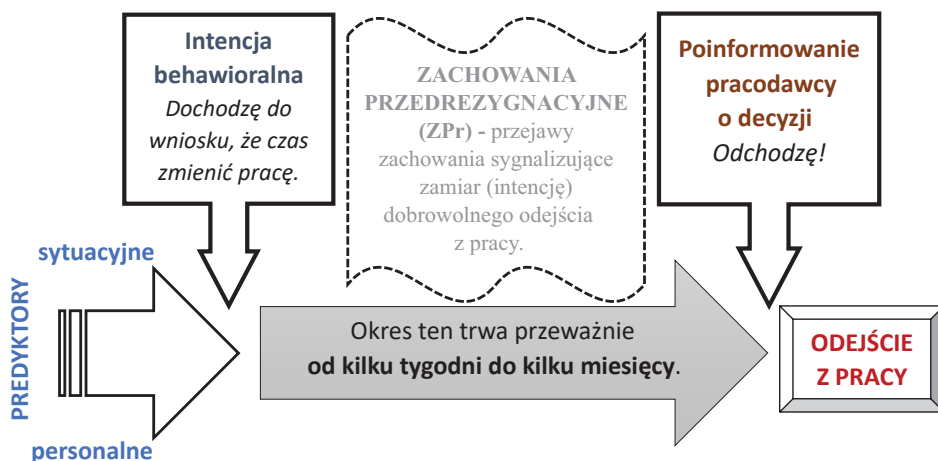 Intencja
behawioralna
Dochodzę do
wniosku, że czas
zmienić pracę.
ZACHOWANIA
PRZEDREZYGNACYJNE
(ZPr) - przejawy
zachowania sygnalizujące
zamiar (intencję)
dobrowolnego odejścia
z pracy.
Poinformowanie
pracodawcy
o decyzji
Odchodzę!
PREDYKTORY
sytuacyjne
personalne
Okres ten trwa przeważnie
od kilku tygodni do kilku miesięcy.
ODEJŚCIE
Z PRACY